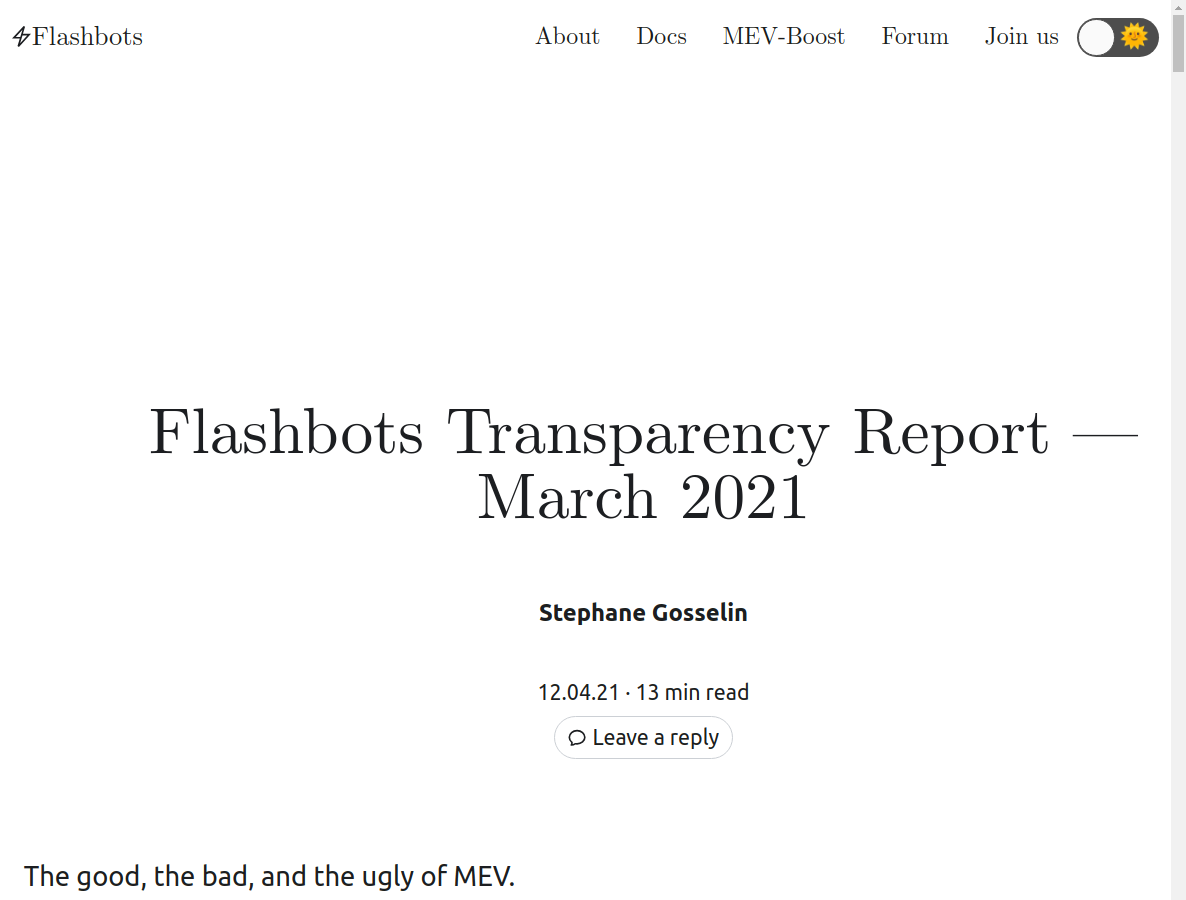 Flashbots About Docs MEV-Boost Forum Join us
Flashbots Transparency Report —
March 2021
Stephane Gosselin
12.04.21 · 13 min read
Leave a reply
The good, the bad, and the ugly of MEV.